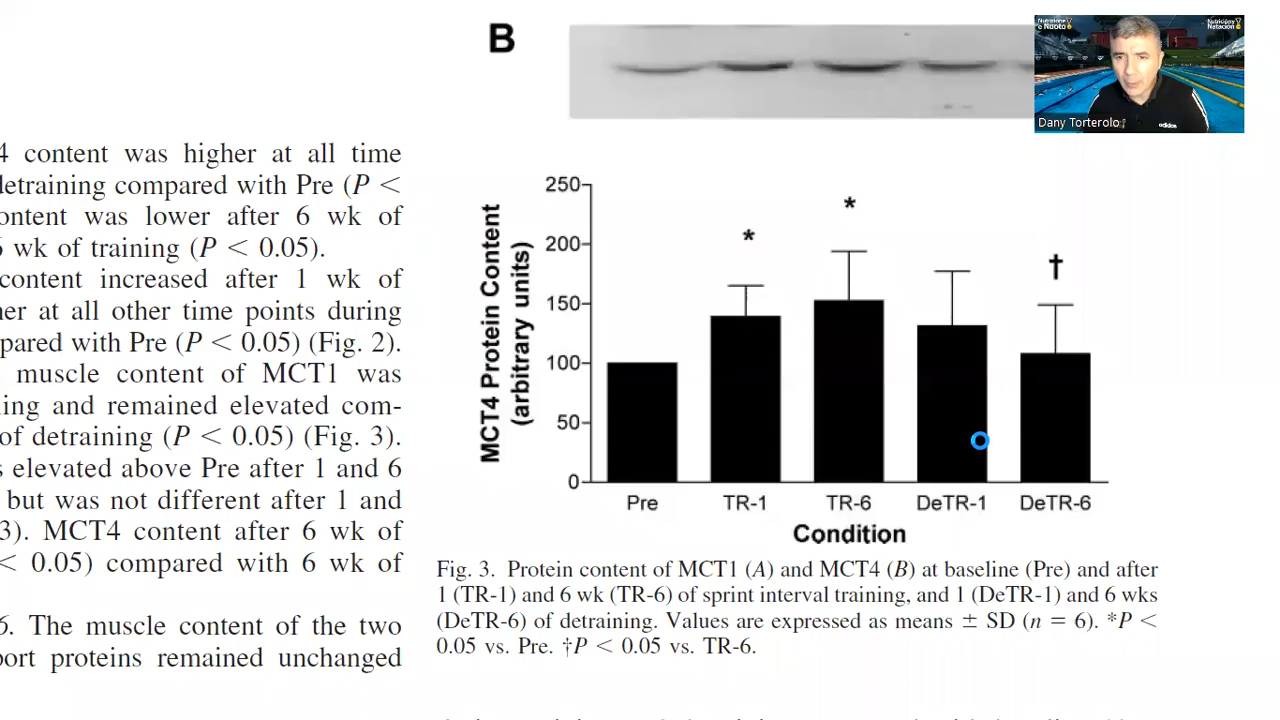 B
Nutrizione
e Nuoto
Nutrición y
Natación
Dany Torterolo
adidas
4 content was higher at all time
detraining compared with Pre (P <
ontent was lower after 6 wk of
6 wk of training (P < 0.05).
content increased after 1 wk of
her at all other time points during
pared with Pre (P < 0.05) (Fig. 2).
muscle content of MCT1 was
ning and remained elevated com-
of detraining (P < 0.05) (Fig. 3).
s elevated above Pre after 1 and 6
but was not different after 1 and
3). MCT4 content after 6 wk of
< 0.05) compared with 6 wk of
6. The muscle content of the two
port proteins remained unchanged
MCT4 Protein Content
(arbitrary units)
250
200
150
100
50
0
*
*
†
Pre TR-1 TR-6 DeTR-1 DeTR-6
Condition
Fig. 3. Protein content of MCT1 (A) and MCT4 (B) at baseline (Pre) and after
1 (TR-1) and 6 wk (TR-6) of sprint interval training, and 1 (DeTR-1) and 6 wks
(DeTR-6) of detraining. Values are expressed as means ± SD (n = 6). *P <
0.05 vs. Pre. †P < 0.05 vs. TR-6.